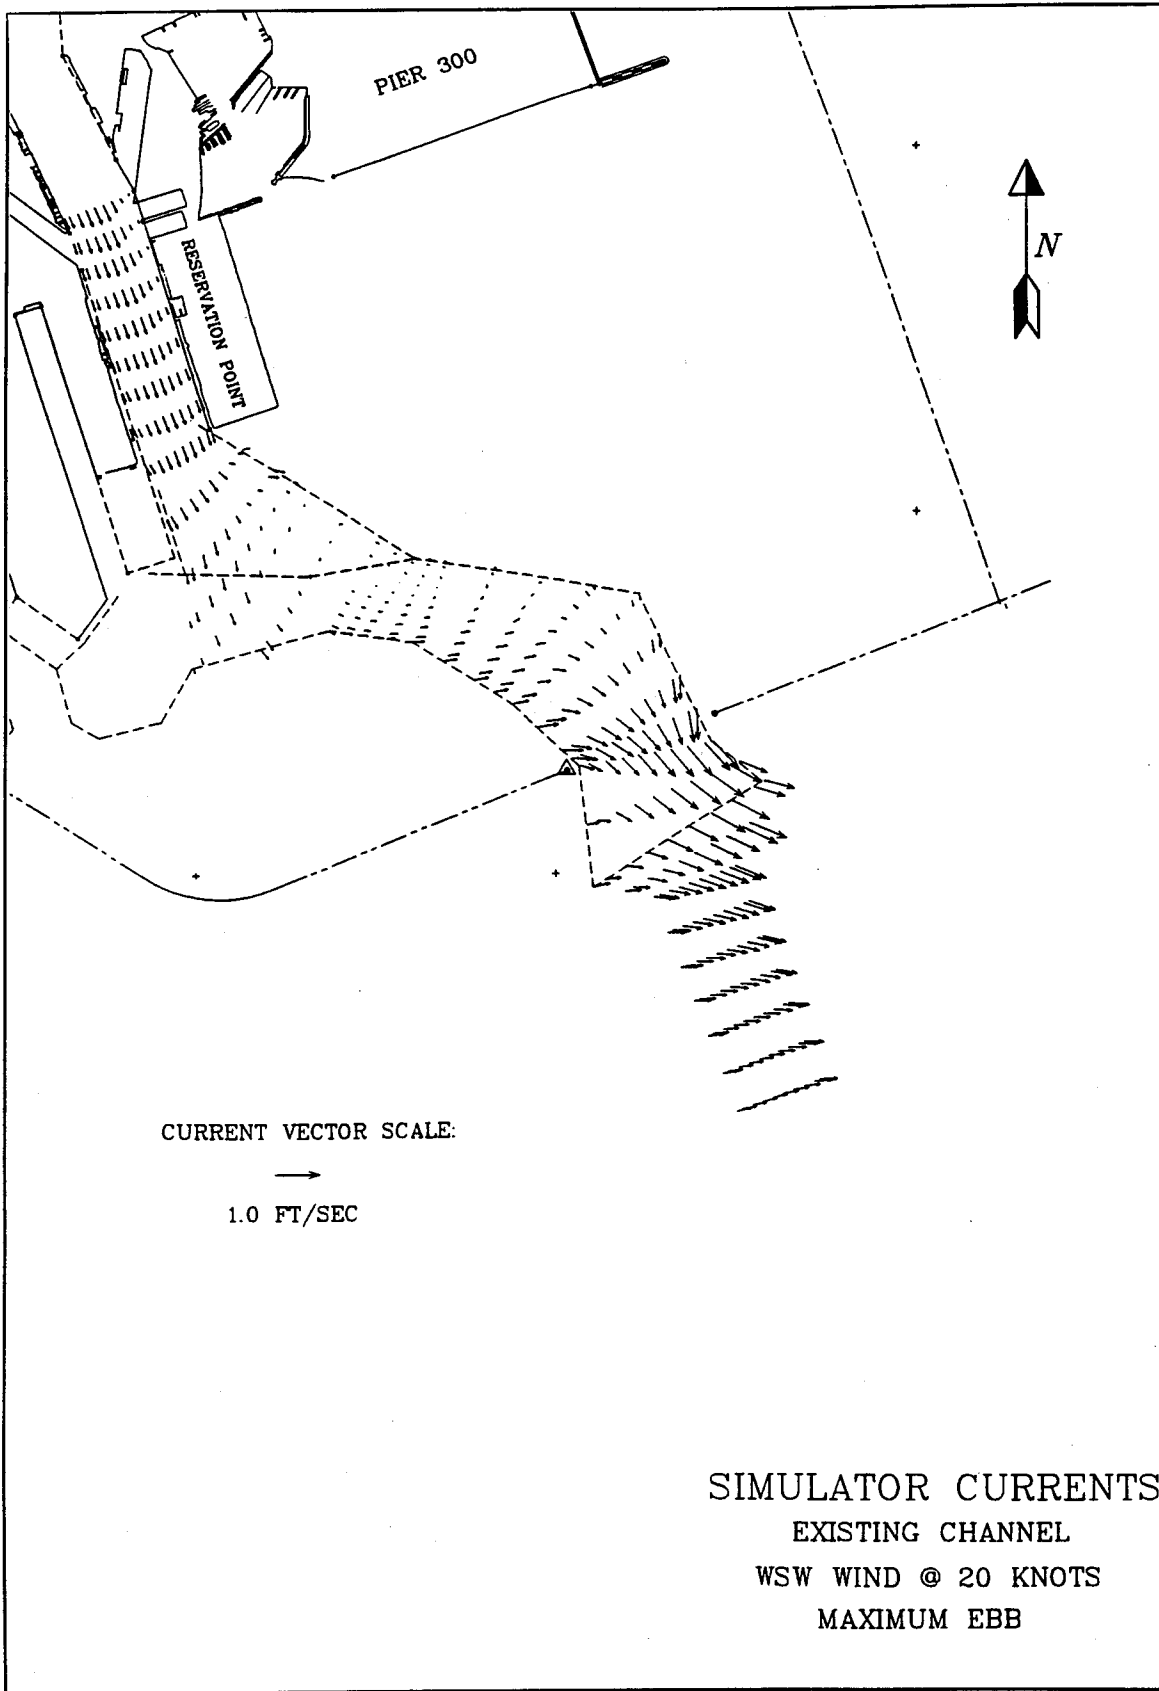 PIER 300
N
RESERVATION POINT
CURRENT VECTOR SCALE:
1.0 FT/SEC
SIMULATOR CURRENTS
EXISTING CHANNEL
WSW WIND @ 20 KNOTS
MAXIMUM EBB